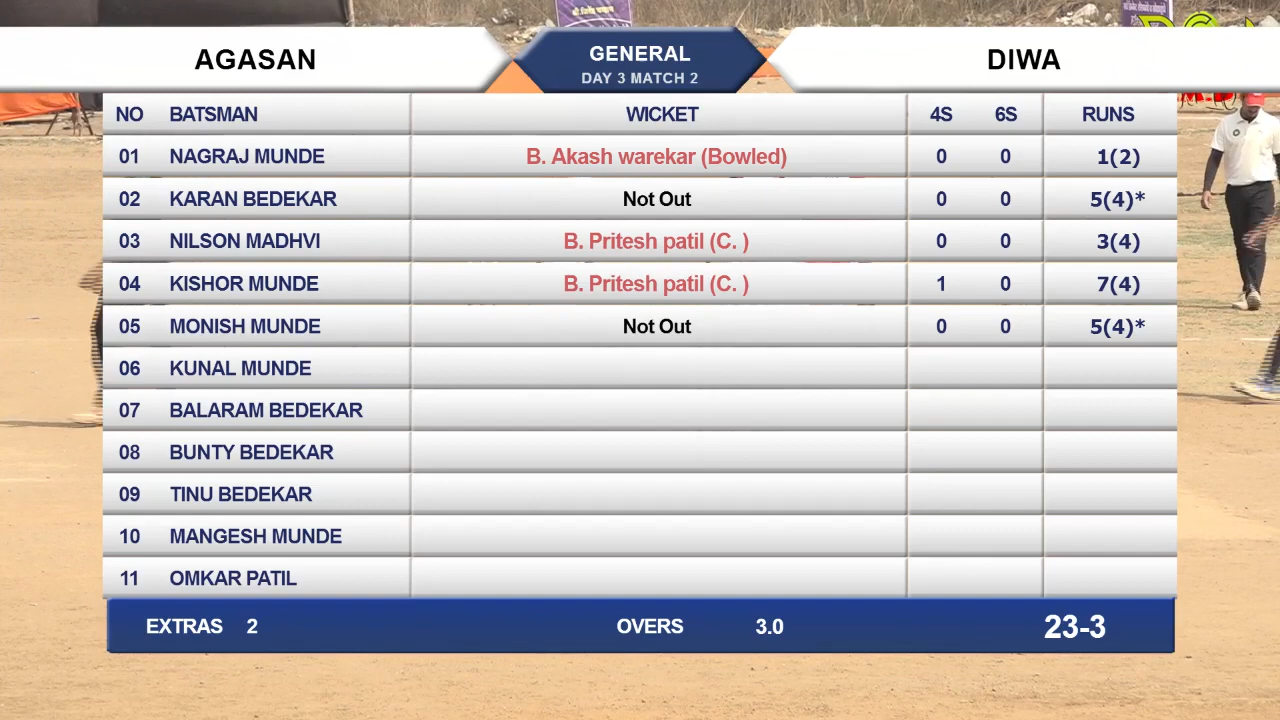 AGASAN GENERAL DIWA
DAY 3 MATCH 2
NO BATSMAN WICKET 4S 6S RUNS
01 NAGRAJ MUNDE B. Akash warekar (Bowled) 0 0 1(2)
02 KARAN BEDEKAR Not Out 0 0 5(4)*
03 NILSON MADHVI B. Pritesh patil (C. ) 0 0 3(4)
04 KISHOR MUNDE B. Pritesh patil (C. ) 1 0 7(4)
05 MONISH MUNDE Not Out 0 0 5(4)*
06 KUNAL MUNDE
07 BALARAM BEDEKAR
08 BUNTY BEDEKAR
09 TINU BEDEKAR
10 MANGESH MUNDE
11 OMKAR PATIL
EXTRAS 2 OVERS 3.0 23-3